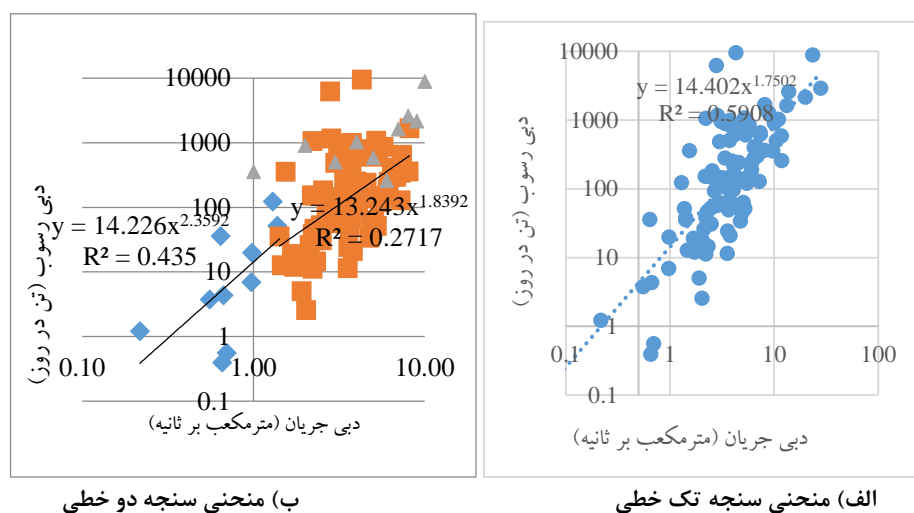 10000
1000
100
10
1
0.1
0.10
1.00
10.00
y = 14.226x^2.3592
R² = 0.435
y = 13.243x^1.8392
R² = 0.2717
دبی رسوب (تن در روز)
دبی جریان (مترمکعب بر ثانیه)
ب) منحنی سنجه دو خطی
10000
1000
100
10
1
0.1
0.1
1
10
100
y = 14.402x^1.7502
R² = 0.5908
دبی رسوب (تن در روز)
دبی جریان (مترمکعب بر ثانیه)
الف) منحنی سنجه تک خطی